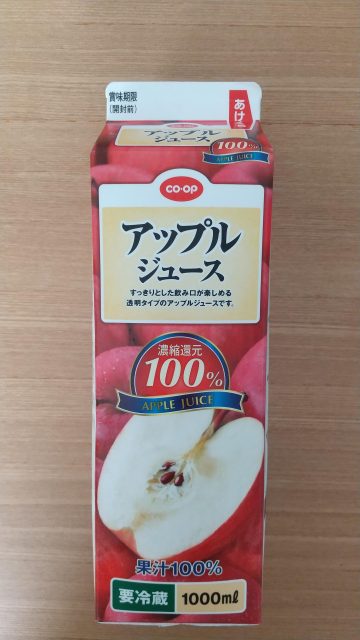 賞味期限
(開封前)
あけ
アップル
ジュース
100%
APPLE JUICE
CO·OP
アップル
ジュース
すっきりとした飲み口が楽しめる
透明タイプのアップルジュースです。
濃縮還元
100%
APPLE JUICE
果汁100%
要冷蔵
1000mℓ